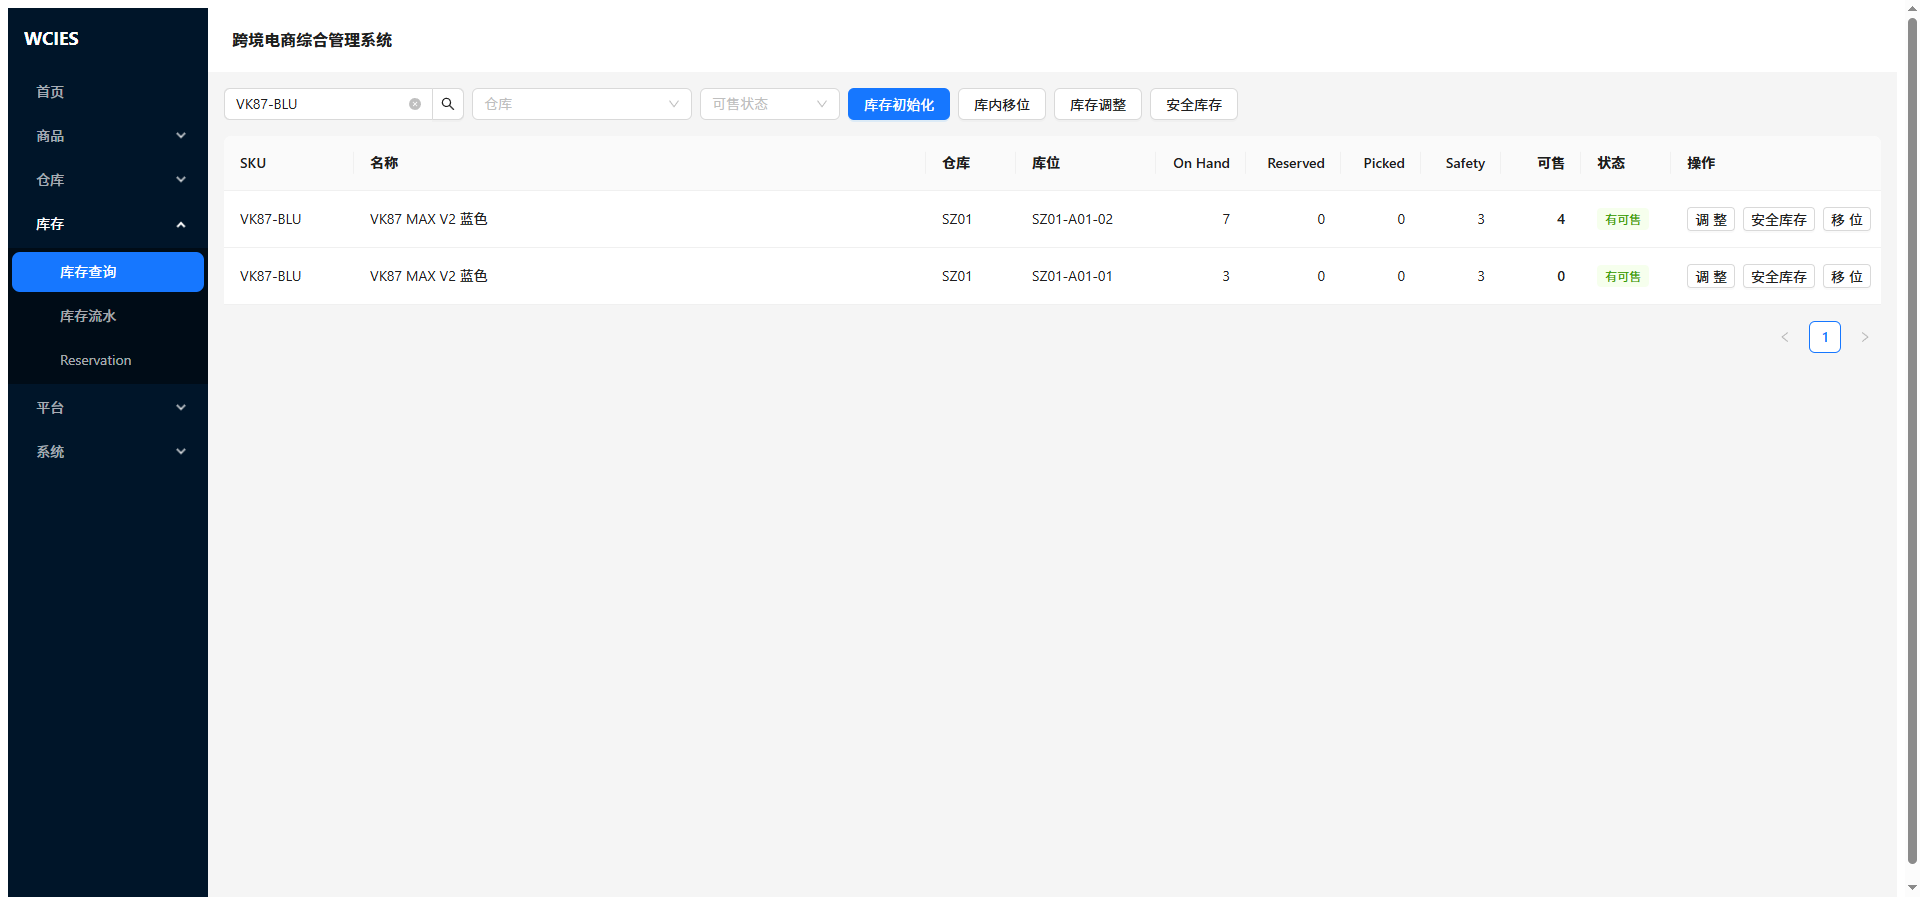 WCIES
跨境电商综合管理系统
首页
商品
仓库
库存
库存查询
库存流水
Reservation
平台
系统
VK87-BLU 仓库 可售状态 库存初始化 库内移位 库存调整 安全库存
SKU 名称 仓库 库位 On Hand Reserved Picked Safety 可售 状态 操作
VK87-BLU VK87 MAX V2 蓝色 SZ01 SZ01-A01-02 7 0 0 3 4 有可售 调 整 安全库存 移 位
VK87-BLU VK87 MAX V2 蓝色 SZ01 SZ01-A01-01 3 0 0 3 0 有可售 调 整 安全库存 移 位
1